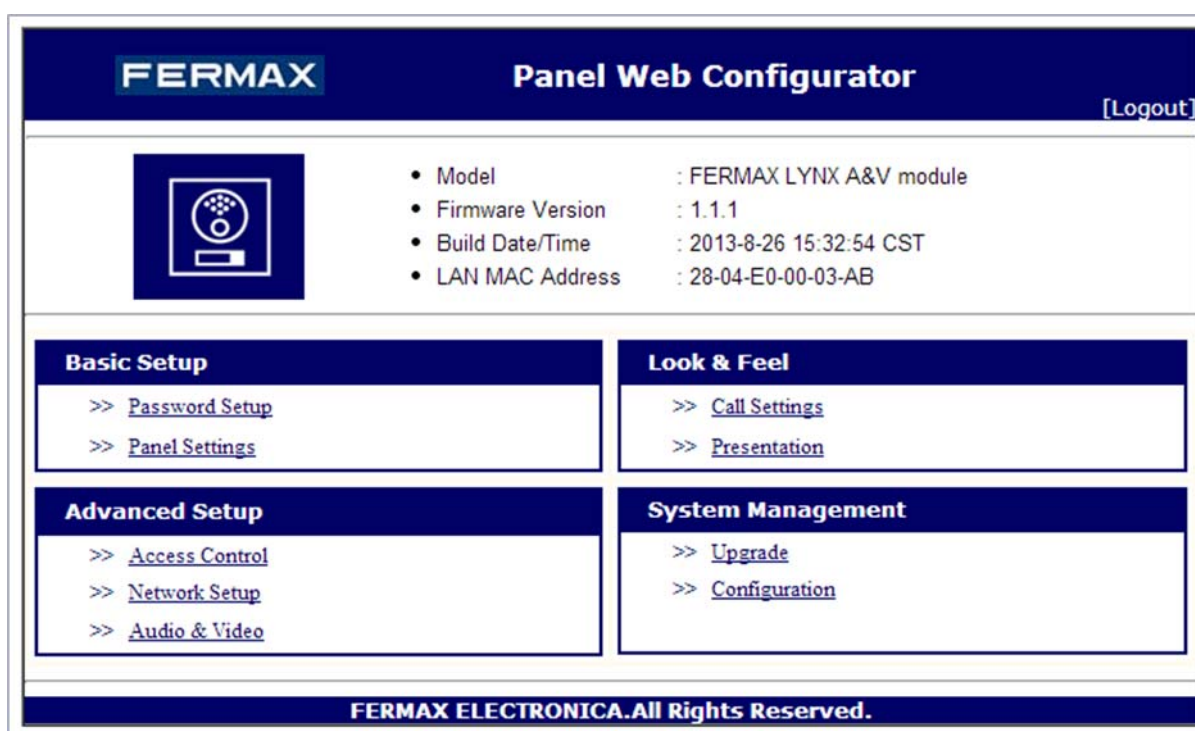 FERMAX
Panel Web Configurator
[Logout]
• Model : FERMAX LYNX A&V module
• Firmware Version : 1.1.1
• Build Date/Time : 2013-8-26 15:32:54 CST
• LAN MAC Address : 28-04-E0-00-03-AB
Basic Setup
>> Password Setup
>> Panel Settings
Look & Feel
>> Call Settings
>> Presentation
Advanced Setup
>> Access Control
>> Network Setup
>> Audio & Video
System Management
>> Upgrade
>> Configuration
FERMAX ELECTRONICA.All Rights Reserved.